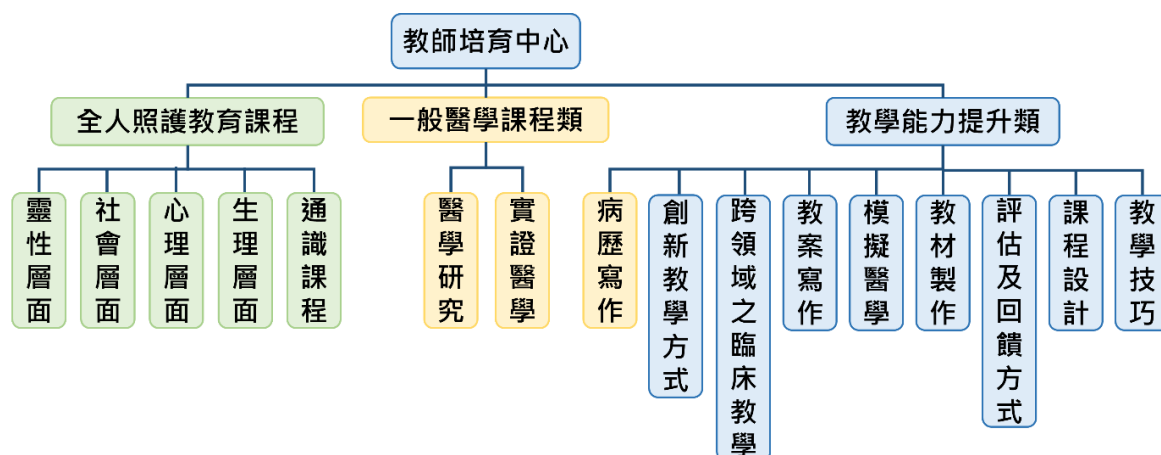 教師培育中心
全人照護教育課程
一般醫學課程類
教學能力提升類
靈性層面
社會層面
心理層面
生理層面
通識課程
醫學研究
實證醫學
病歷寫作
創新教學方式
跨領域之臨床教學
教案寫作
模擬醫學
教材製作
評估及回饋方式
課程設計
教學技巧